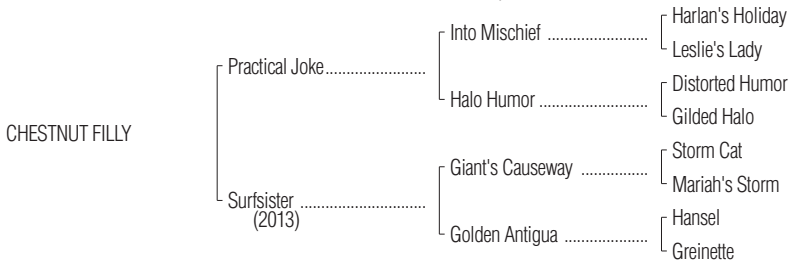 Harlan's Holiday
Into Mischief ........................
Leslie's Lady
Practical Joke........................
Distorted Humor
Halo Humor ..........................
Gilded Halo
CHESTNUT FILLY
Storm Cat
Giant's Causeway ................
Mariah's Storm
Surfsister ..............................
(2013)
Hansel
Golden Antigua ....................
Greinette